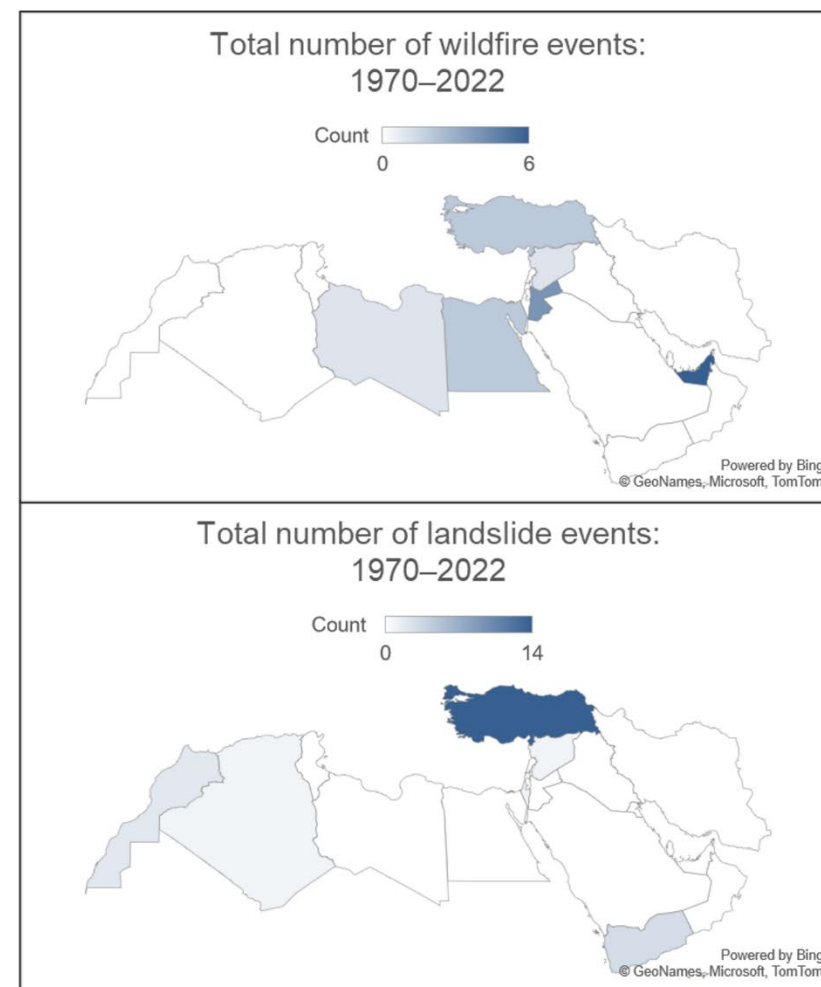 Total number of wildfire events:
1970–2022
Count
0 6
Powered by Bing
© GeoNames, Microsoft, TomTom
Total number of landslide events:
1970–2022
Count
0 14
Powered by Bing
© GeoNames, Microsoft, TomTom